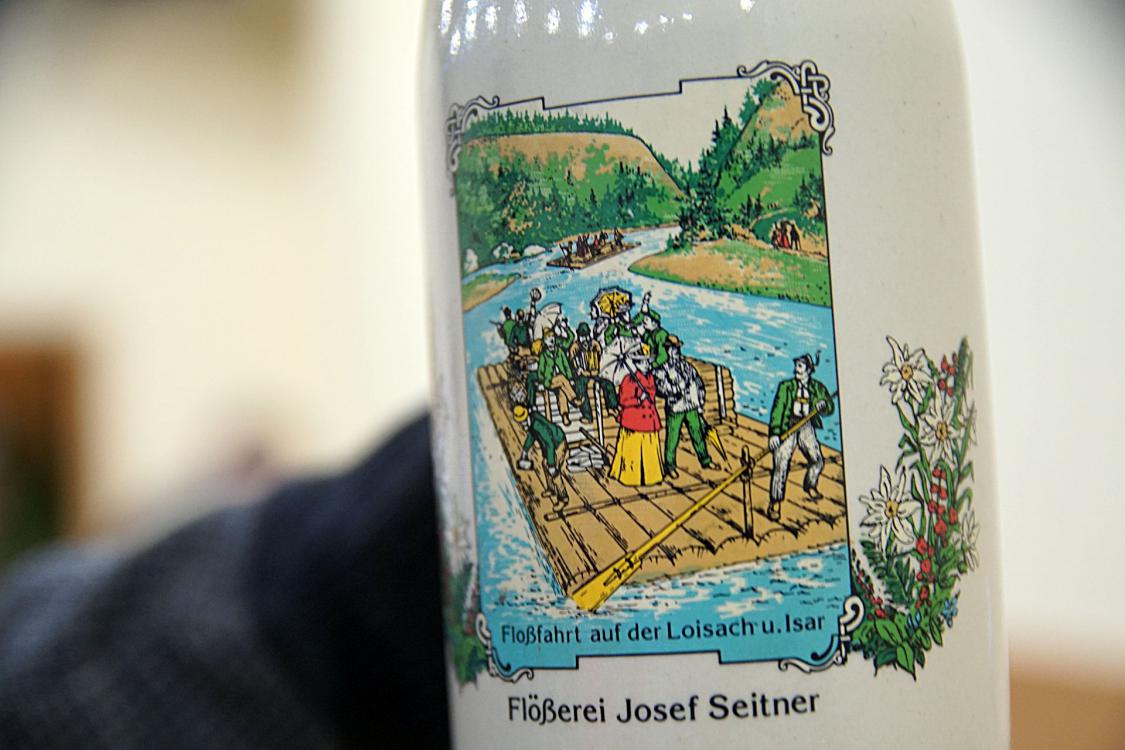 Floßfahrt auf der Loisach u. Isar
Flößerei Josef Seitner